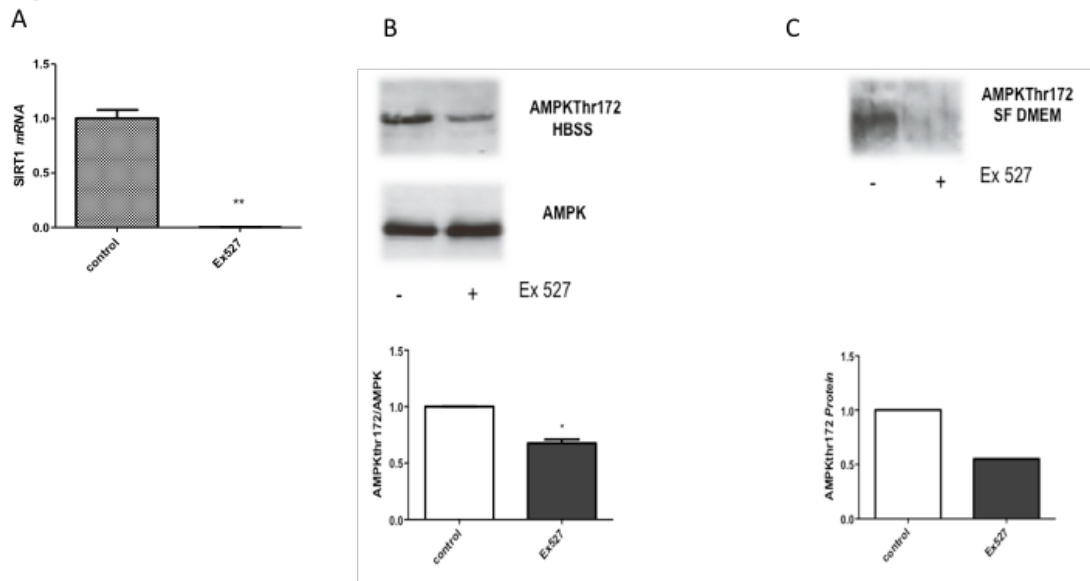 A
B
C
SIRT1 mRNA
1.5
1.0
0.5
0.0
**
control
Ex527
AMPKThr172
HBSS
AMPK
- + Ex 527
AMPKthr172/AMPK
1.5
1.0
0.5
0.0
*
control
Ex527
AMPKThr172
SF DMEM
- + Ex 527
AMPKthr172 Protein
1.5
1.0
0.5
0.0
control
Ex527